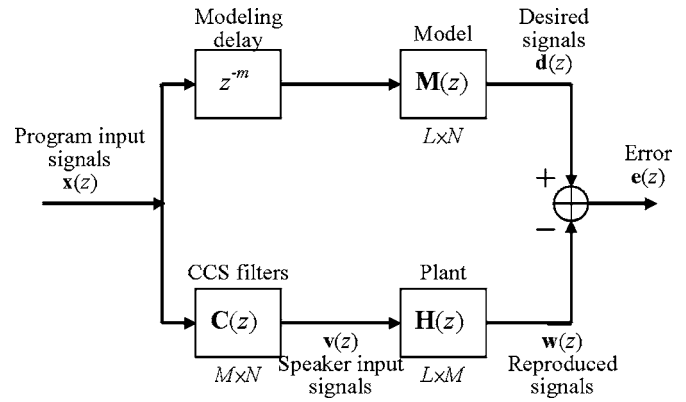 Modeling
delay
z⁻ᵐ
Model
M(z)
L×N
Desired
signals
d(z)
Program input
signals
x(z)
+
−
Error
e(z)
CCS filters
C(z)
M×N
v(z)
Speaker input
signals
Plant
H(z)
L×M
w(z)
Reproduced
signals